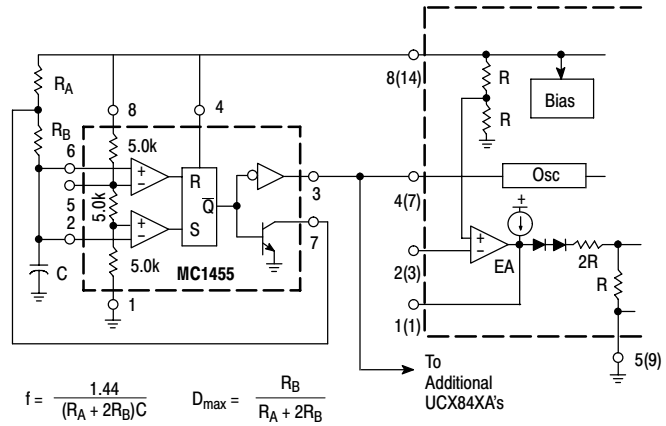 R_A
8
4
8(14)
R
Bias
R_B
5.0k
R
6
+
−
R
3
4(7)
Osc
5
5.0k
Q̅
2
+
−
S
7
+
2(3)
+
−
EA
2R
R
C
5.0k
MC1455
1
1(1)
5(9)
To
Additional
UCX84XA's
f = 1.44 / (R_A + 2R_B)C
D_max = R_B / R_A + 2R_B